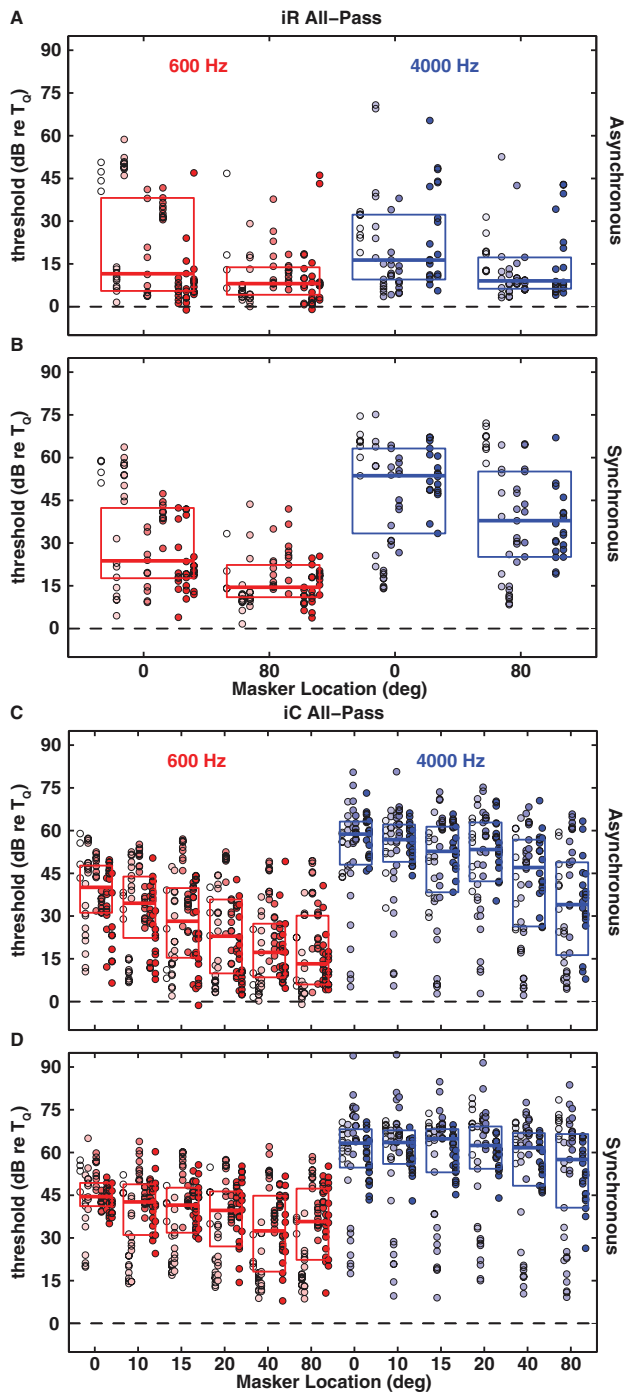 A
iR All−Pass
600 Hz
4000 Hz
90
75
60
45
30
15
0
threshold (dB re TQ)
Asynchronous
0
80
0
80
B
90
75
60
45
30
15
0
threshold (dB re TQ)
Synchronous
0
80
0
80
Masker Location (deg)
C
iC All−Pass
600 Hz
4000 Hz
90
75
60
45
30
15
0
threshold (dB re TQ)
Asynchronous
D
90
75
60
45
30
15
0
threshold (dB re TQ)
Synchronous
0 10 15 20 40 80 0 10 15 20 40 80
Masker Location (deg)